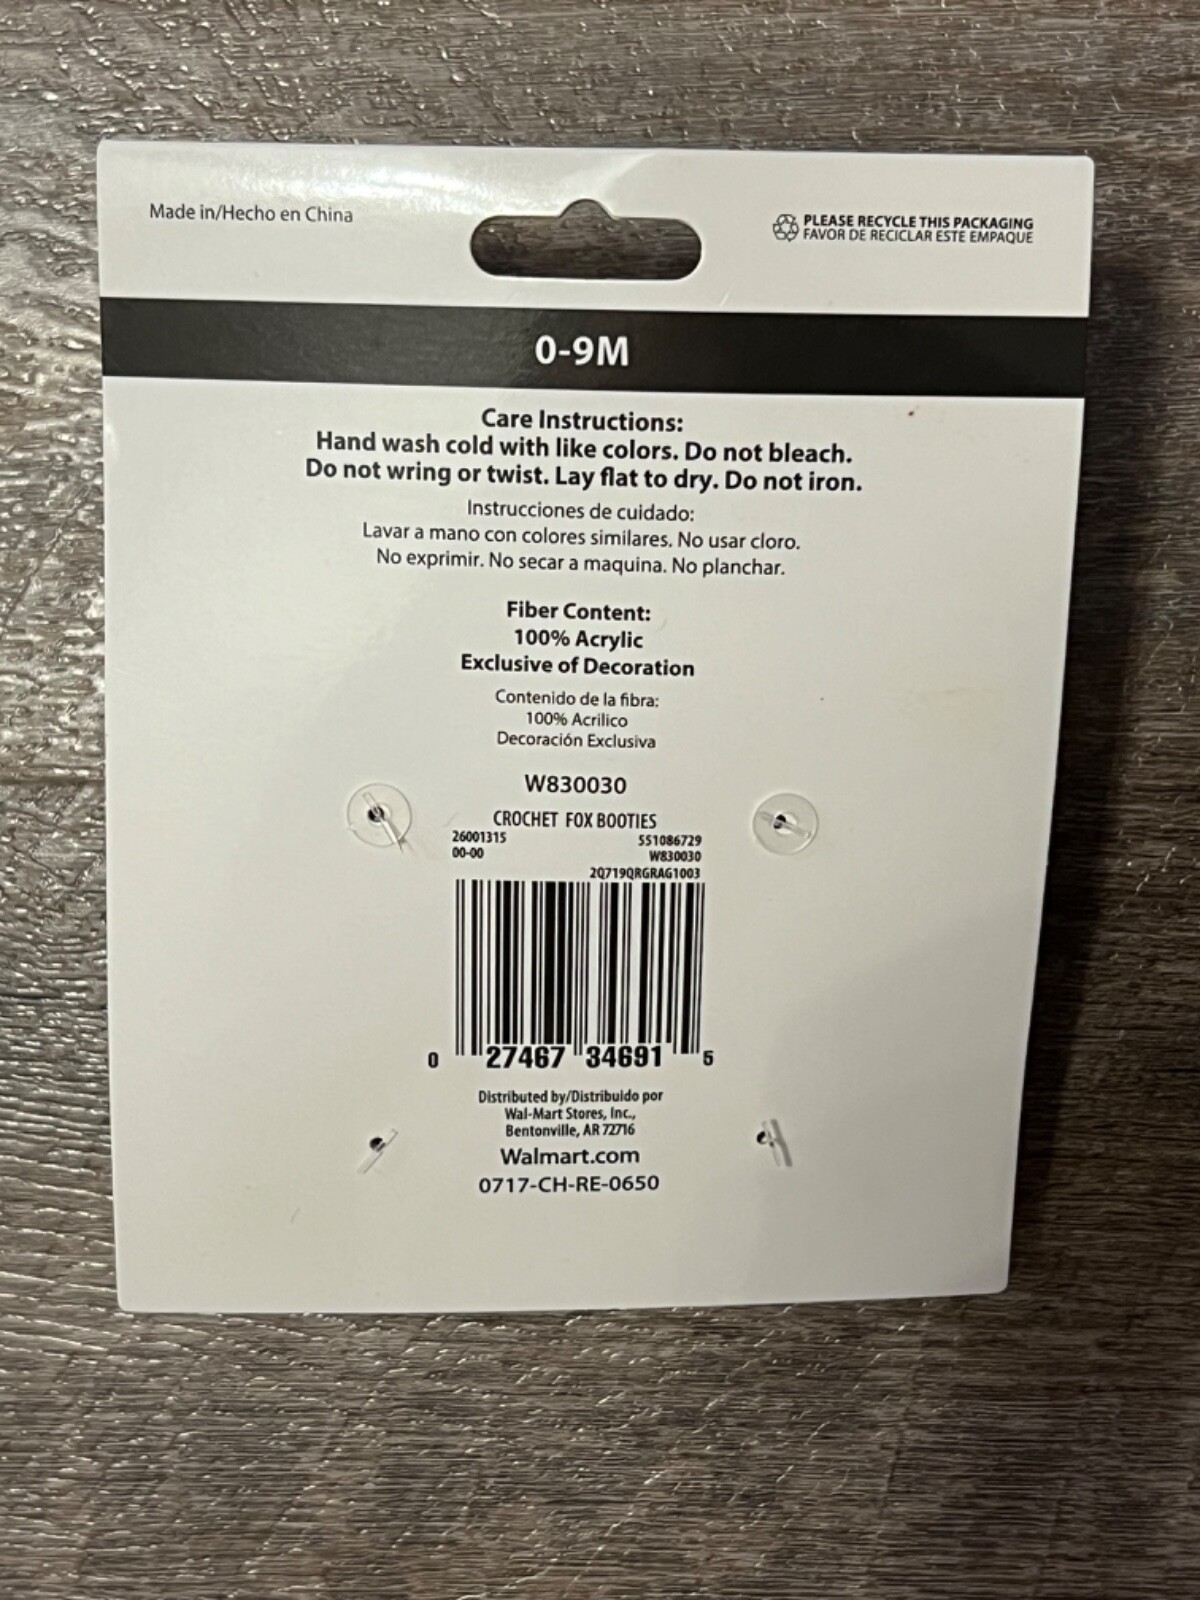 Made in/Hecho en China
PLEASE RECYCLE THIS PACKAGING
FAVOR DE RECICLAR ESTE EMPAQUE
0-9M
Care Instructions:
Hand wash cold with like colors. Do not bleach.
Do not wring or twist. Lay flat to dry. Do not iron.
Instrucciones de cuidado:
Lavar a mano con colores similares. No usar cloro.
No exprimir. No secar a maquina. No planchar.
Fiber Content:
100% Acrylic
Exclusive of Decoration
Contenido de la fibra:
100% Acrilico
Decoración Exclusiva
W830030
CROCHET FOX BOOTIES
26001315 551086729
00-00 W830030
2Q719QRGRAG1003
0 27467 34691 5
Distributed by/Distribuido por
Wal-Mart Stores, Inc.,
Bentonville, AR 72716
Walmart.com
0717-CH-RE-0650